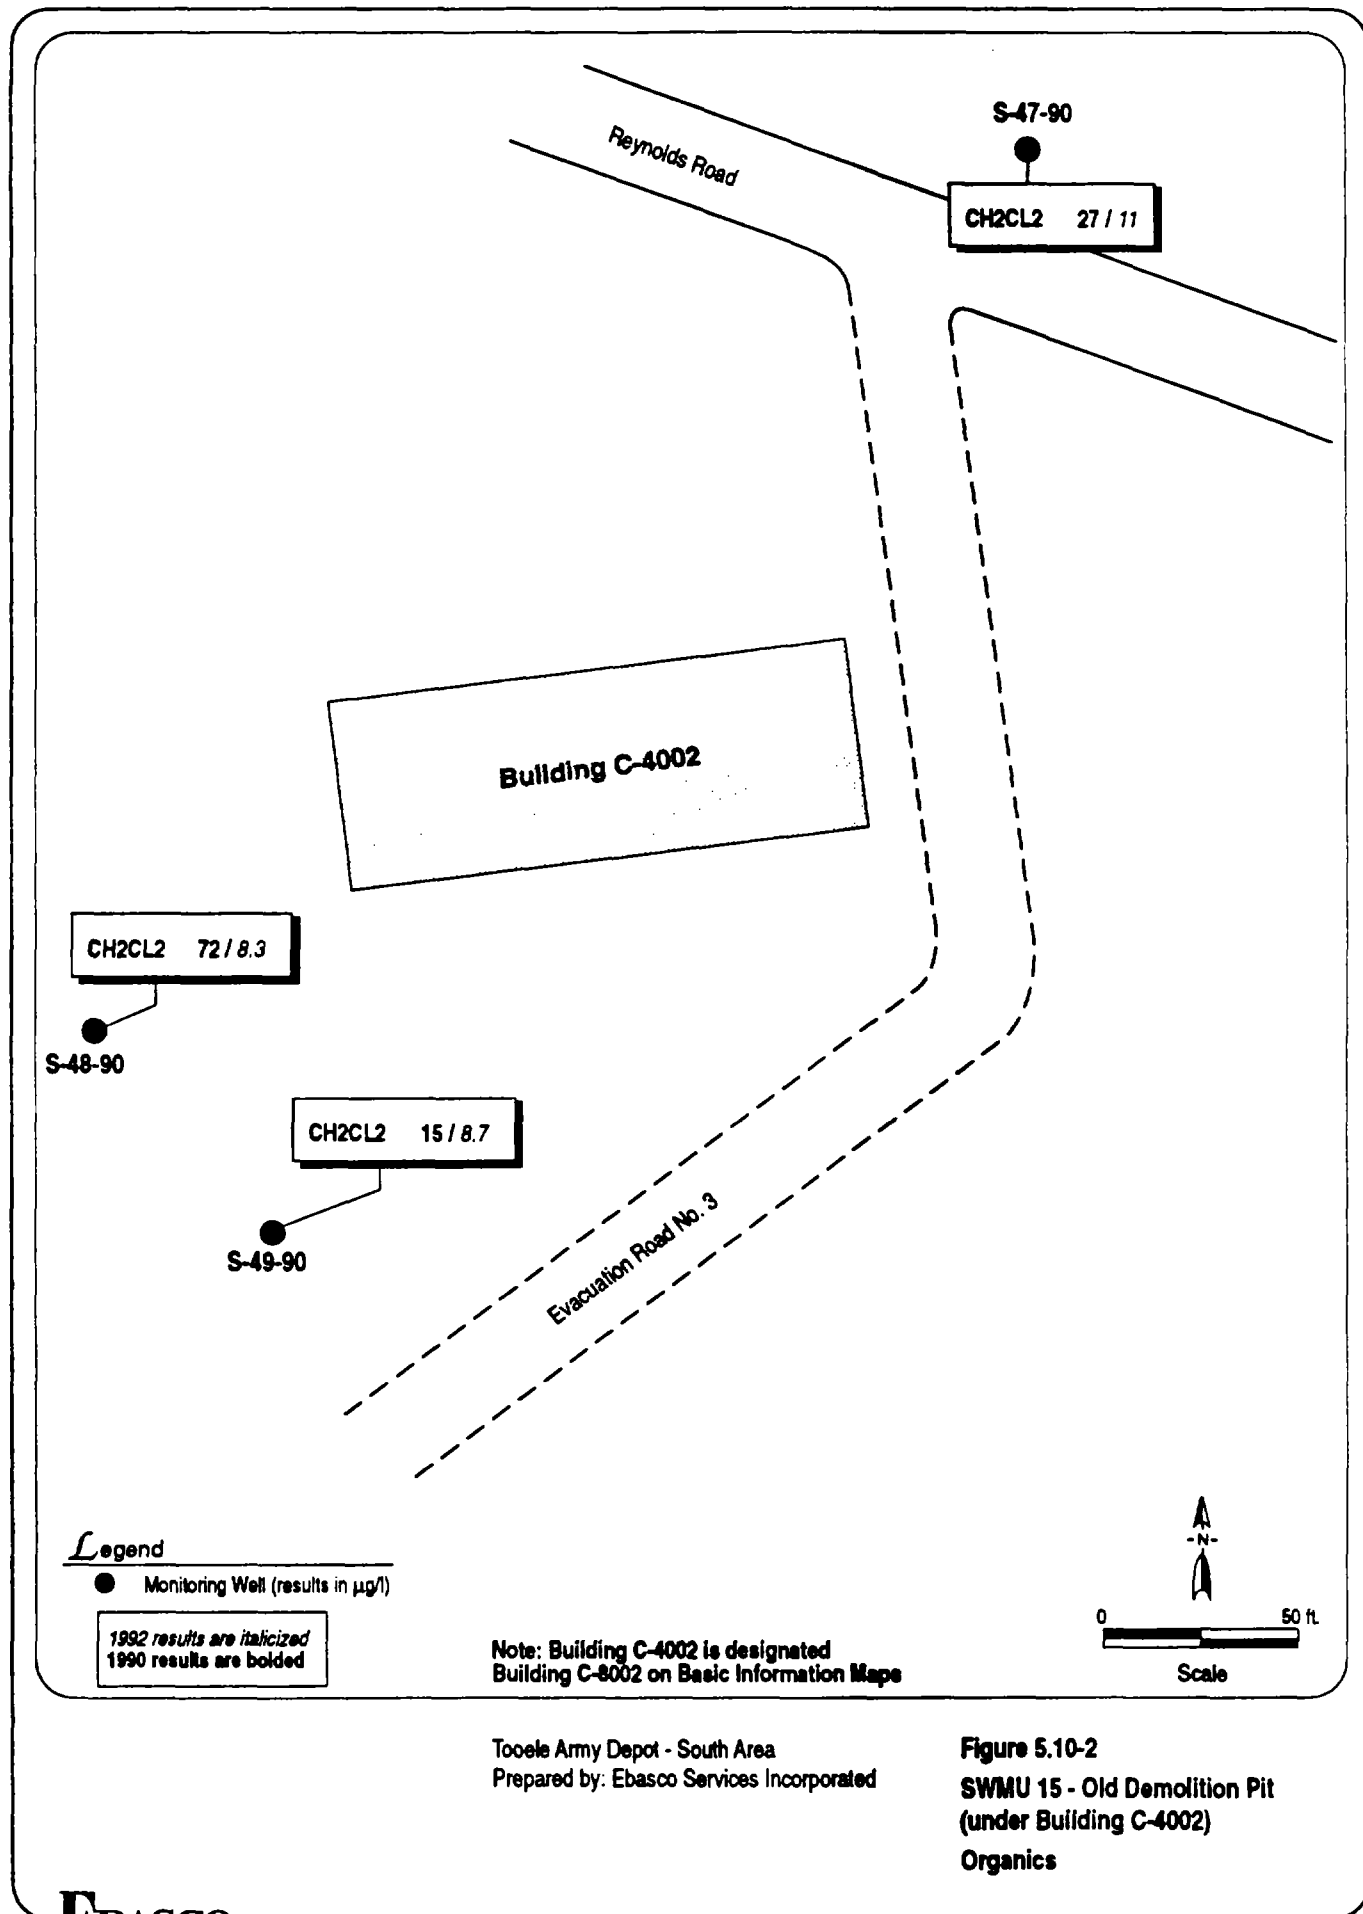 S-47-90
Reynolds Road
CH2CL2 27 / 11
Building C-4002
CH2CL2 72 / 8.3
S-48-90
CH2CL2 15 / 8.7
S-49-90
Evacuation Road No. 3
Legend
Monitoring Well (results in µg/l)
1992 results are italicized
1990 results are bolded
Note: Building C-4002 is designated
Building C-8002 on Basic Information Maps
N
0 50 ft.
Scale
Tooele Army Depot - South Area
Prepared by: Ebasco Services Incorporated
Figure 5.10-2
SWMU 15 - Old Demolition Pit
(under Building C-4002)
Organics
EBASCO